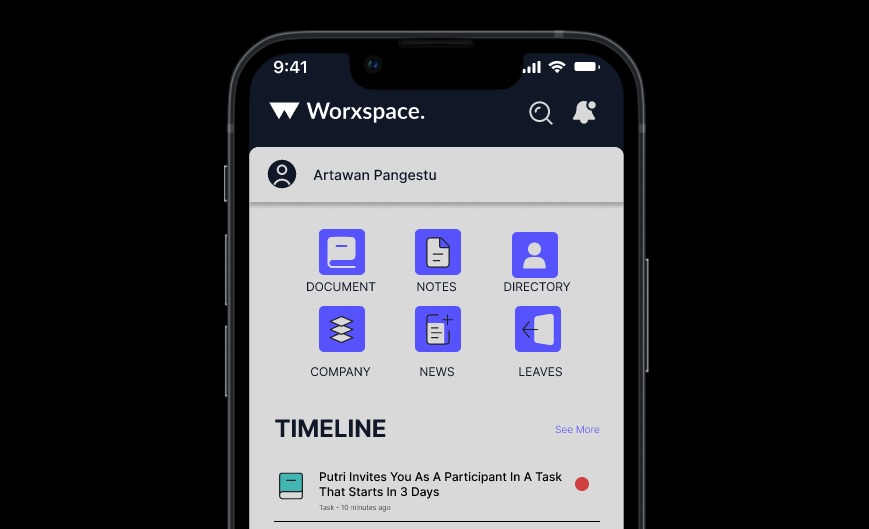 9:41
Worxspace.
Artawan Pangestu
DOCUMENT NOTES DIRECTORY
COMPANY NEWS LEAVES
TIMELINE See More
Putri Invites You As A Participant In A Task
That Starts In 3 Days
Task - 10 minutes ago